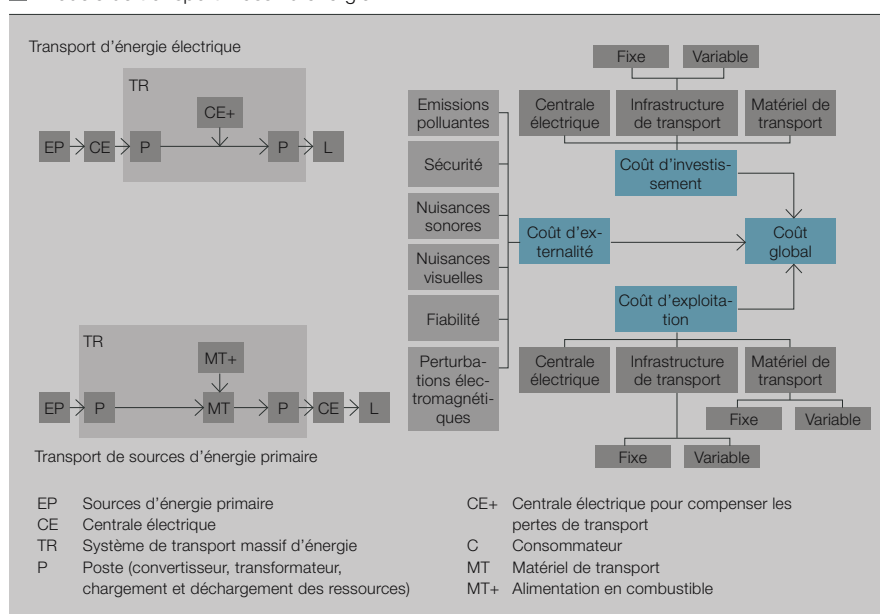 Transport d'énergie électrique
TR
CE+
EP
CE
P
P
L
TR
MT+
EP
P
MT
P
CE
L
Transport de sources d'énergie primaire
Emissions
polluantes
Sécurité
Nuisances
sonores
Nuisances
visuelles
Fiabilité
Perturba-
tions élec-
tromagnéti-
ques
Fixe
Variable
Centrale
électrique
Infrastructure
de transport
Matériel de
transport
Coût d'investis-
sement
Coût d'ex-
ternalité
Coût
global
Coût d'exploita-
tion
Centrale
électrique
Infrastructure
de transport
Matériel de
transport
Fixe
Variable
Fixe
Variable
EP Sources d'énergie primaire
CE Centrale électrique
TR Système de transport massif d'énergie
P Poste (convertisseur, transformateur,
chargement et déchargement des ressources)
CE+ Centrale électrique pour compenser les
pertes de transport
C Consommateur
MT Matériel de transport
MT+ Alimentation en combustible